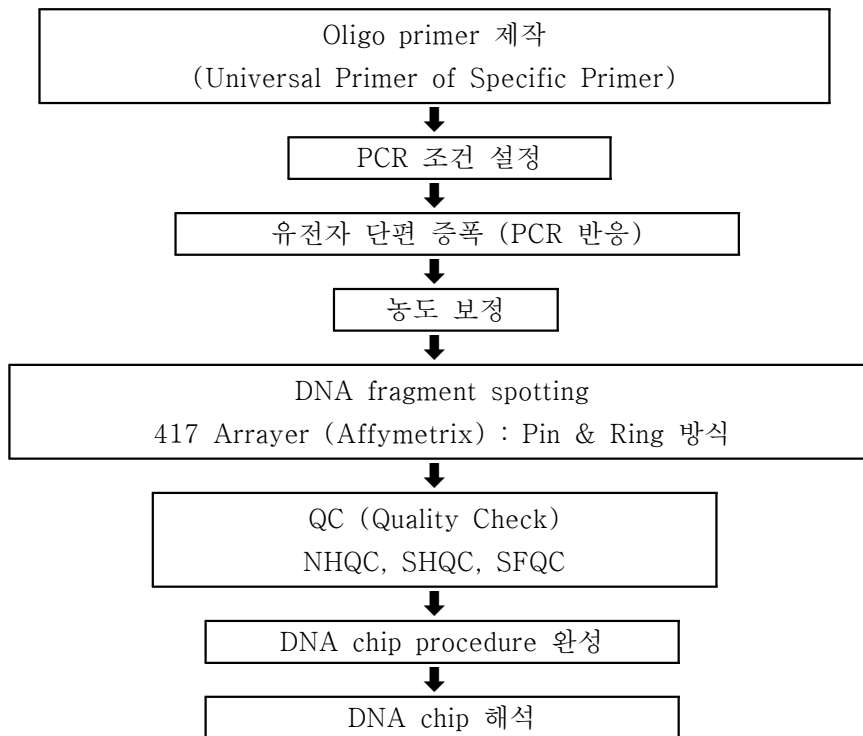 Oligo primer 제작
(Universal Primer of Specific Primer)
PCR 조건 설정
유전자 단편 증폭 (PCR 반응)
농도 보정
DNA fragment spotting
417 Arrayer (Affymetrix) : Pin & Ring 방식
QC (Quality Check)
NHQC, SHQC, SFQC
DNA chip procedure 완성
DNA chip 해석